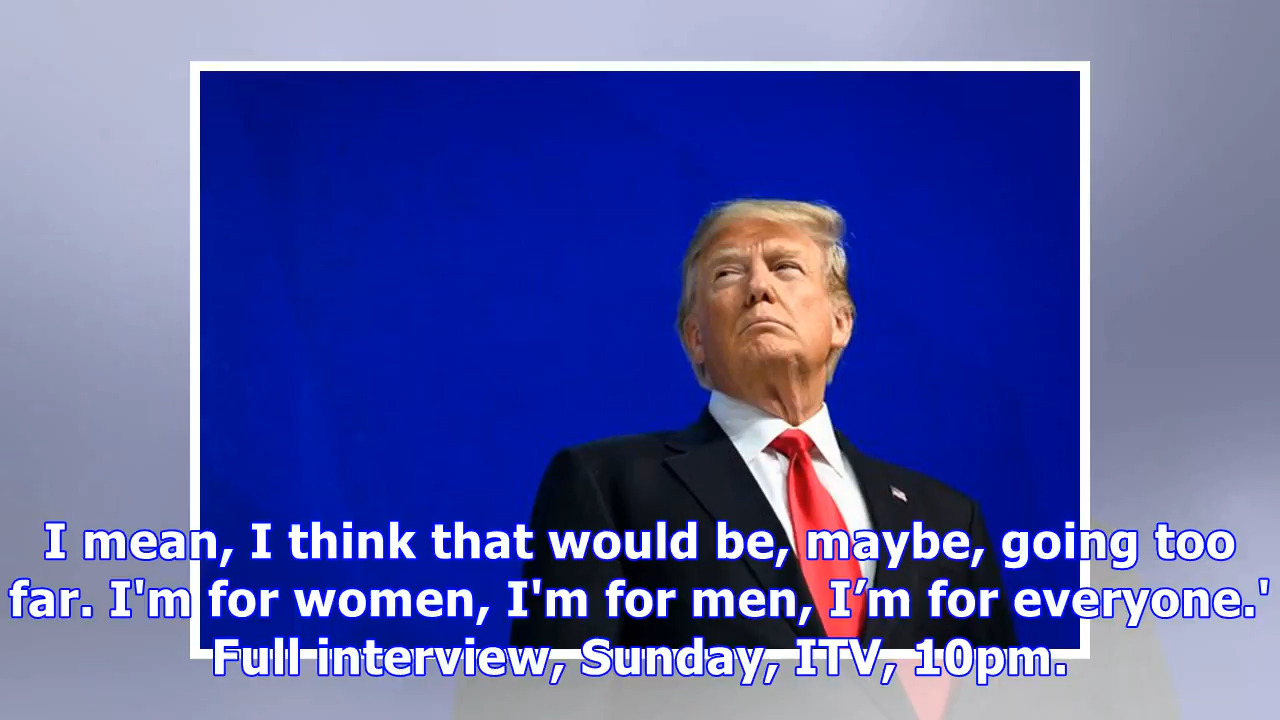 I mean, I think that would be, maybe, going too
far. I'm for women, I'm for men, I’m for everyone.'
Full interview, Sunday, ITV, 10pm.